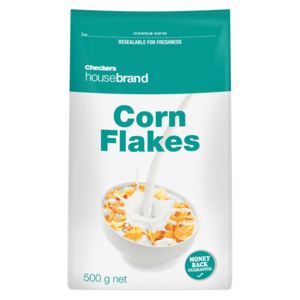 RESEALABLE FOR FRESHNESS
Checkers
housebrand
Corn
Flakes
500 g net
MONEY
BACK
GUARANTEE